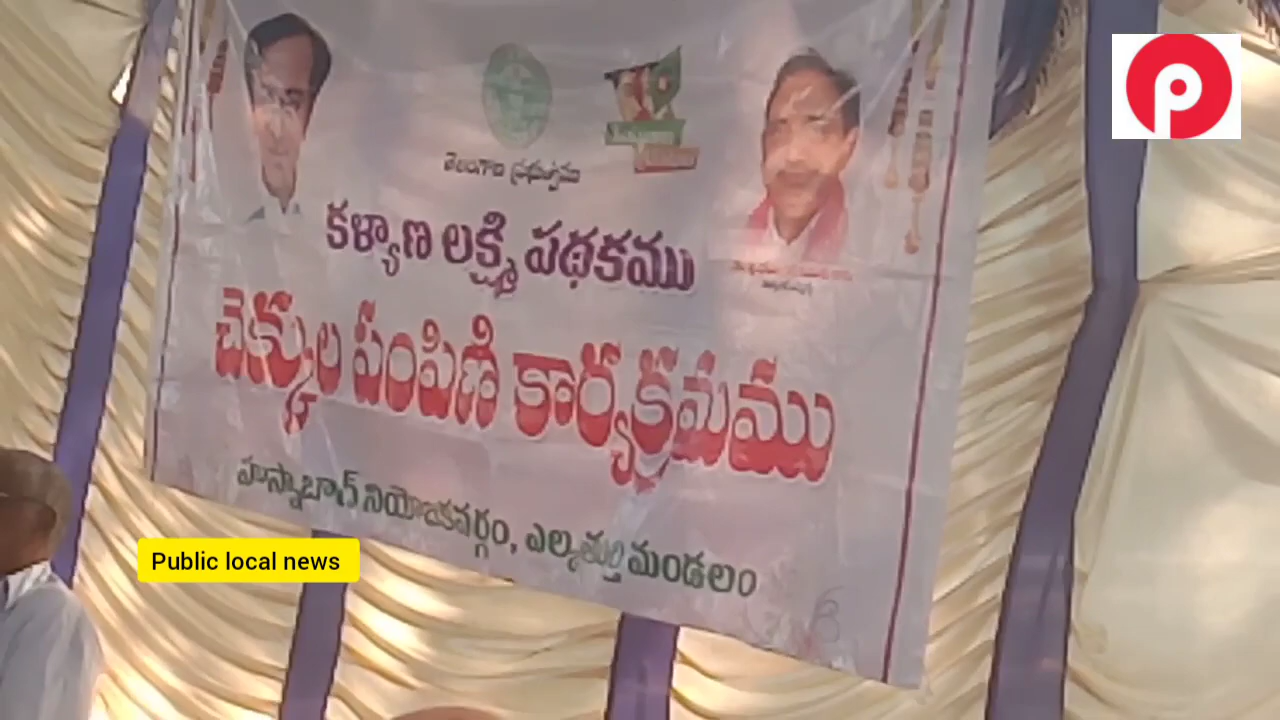 తెలంగాణ ప్రభుత్వము
కళ్యాణ లక్ష్మి పథకము
చెక్కుల పంపిణి కార్యక్రమము
హుస్నాబాద్ నియోజకవర్గం, ఎల్కతుర్తి మండలం
Public local news